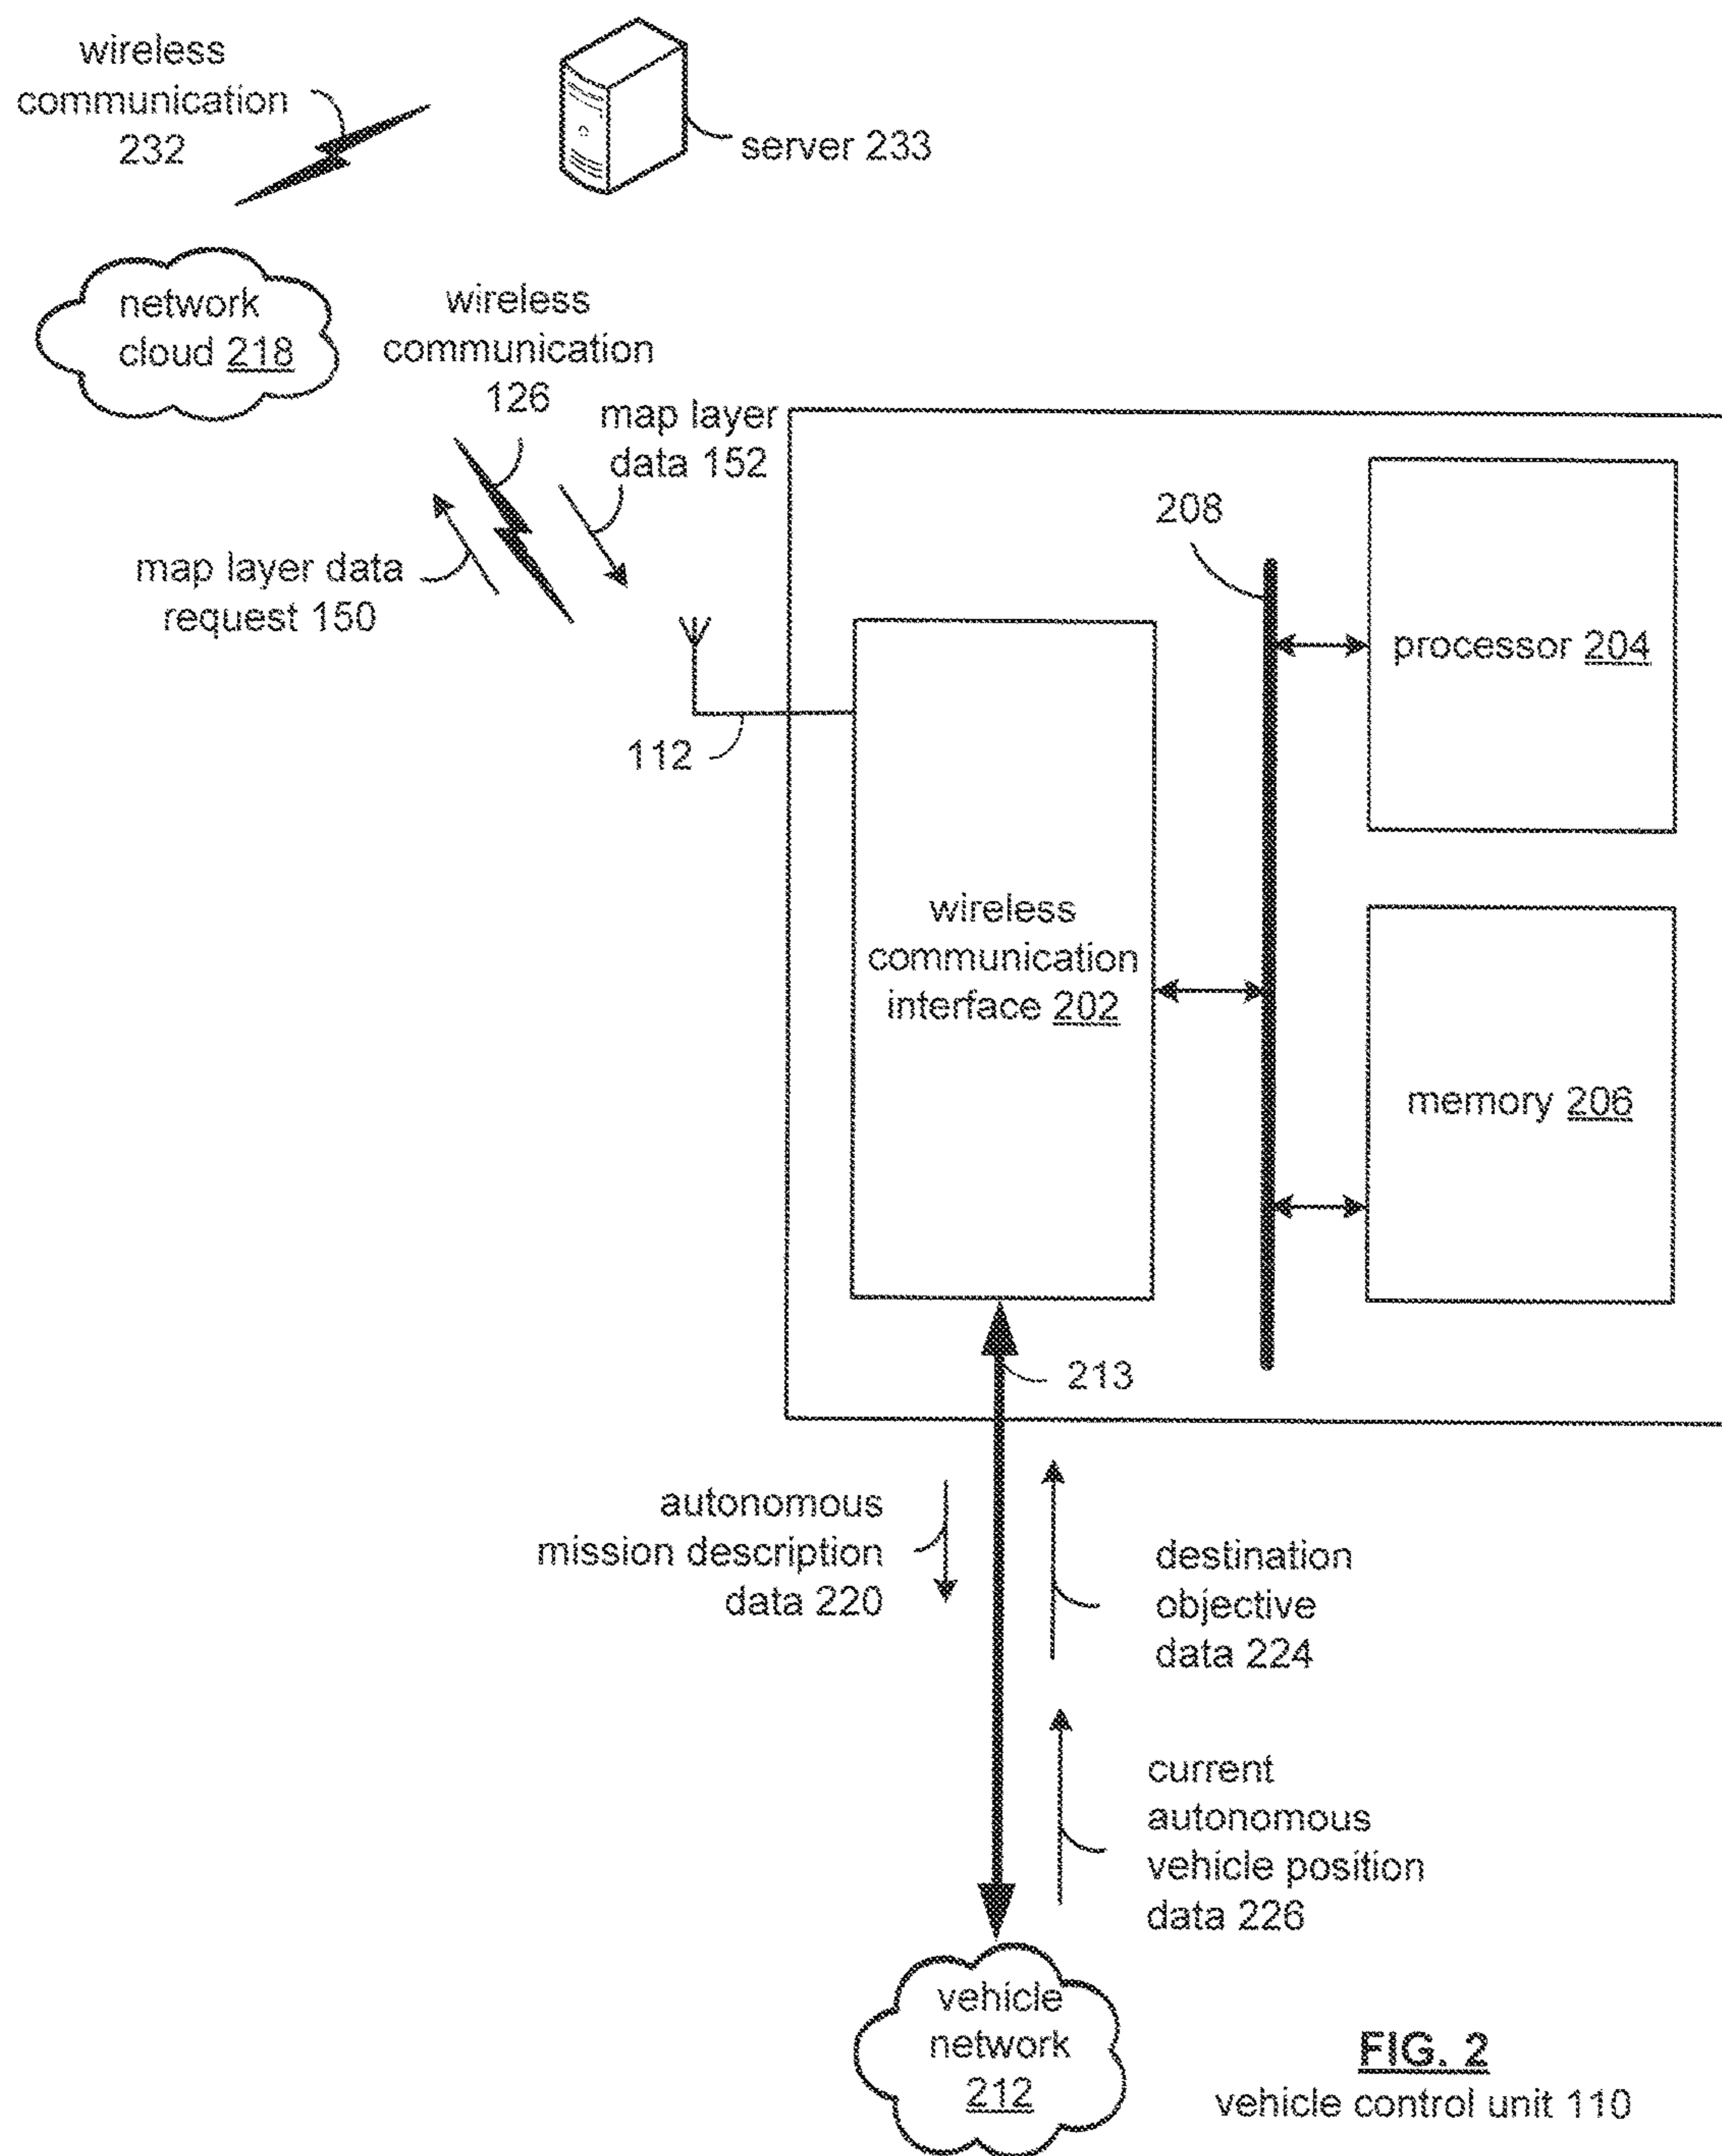 wireless
communication
232
server 233
network
cloud 218
wireless
communication
126
map layer
data 152
map layer data
request 150
112
208
processor 204
wireless
communication
interface 202
memory 206
213
autonomous
mission description
data 220
destination
objective
data 224
current
autonomous
vehicle position
data 226
vehicle
network
212
FIG. 2
vehicle control unit 110